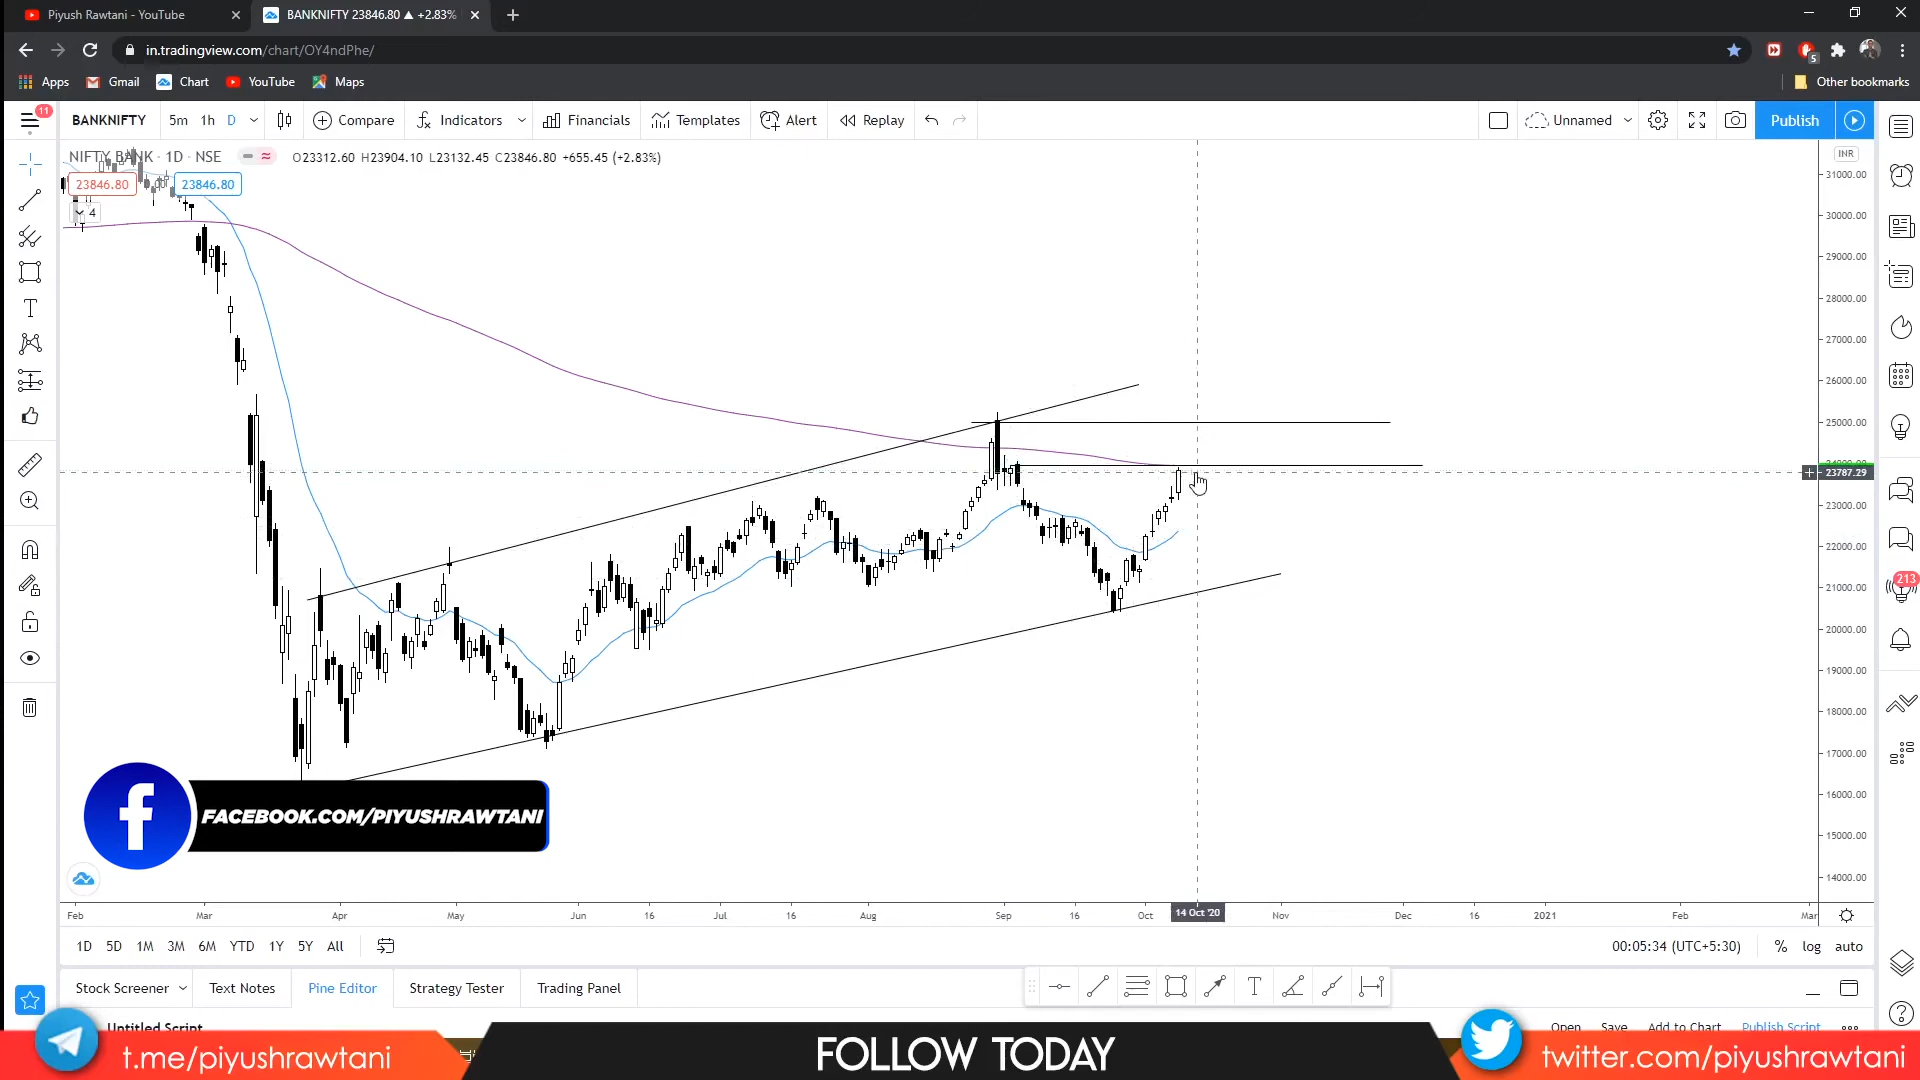 Piyush Rawtani - YouTube
BANKNIFTY 23846.80 ▲ +2.83%
in.tradingview.com/chart/OY4ndPhe/
5
Apps Gmail Chart YouTube Maps Other bookmarks
11
BANKNIFTY 5m 1h D Compare Indicators Financials Templates Alert Replay Unnamed Publish
NIFTY BANK · 1D · NSE O23312.60 H23904.10 L23132.45 C23846.80 +655.45 (+2.83%)
INR
23846.80 23846.80
4
31000.00
30000.00
29000.00
28000.00
27000.00
26000.00
25000.00
23787.29
23000.00
22000.00
21000.00
20000.00
19000.00
18000.00
17000.00
16000.00
15000.00
14000.00
213
FACEBOOK.COM/PIYUSHRAWTANI
Feb Mar Apr May Jun 16 Jul 16 Aug Sep 16 Oct 14 Oct '20 Nov Dec 16 2021 Feb Mar
1D 5D 1M 3M 6M YTD 1Y 5Y All 00:05:34 (UTC+5:30) % log auto
Stock Screener Text Notes Pine Editor Strategy Tester Trading Panel
Untitled Script Open Save Add to Chart Publish Script
t.me/piyushrawtani FOLLOW TODAY twitter.com/piyushrawtani